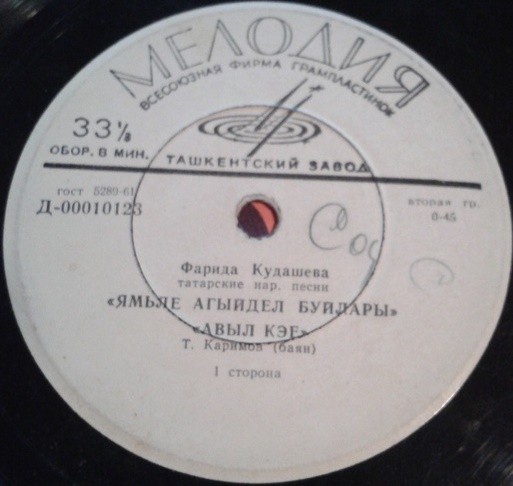 МЕЛОДИЯ
ВСЕСОЮЗНАЯ ФИРМА ГРАМПЛАСТИНОК
33⅓
ОБОР. В МИН.
ТАШКЕНТСКИЙ ЗАВОД
гост 5289-61
Д-00010123
вторая гр.
0-45
Фарида Кудашева
татарские нар. песни
«ЯМЬЛЕ АГЫЙДЕЛ БУЙЛАРЫ»
«АВЫЛ КЭЕ»
Т. Каримов (баян)
I сторона